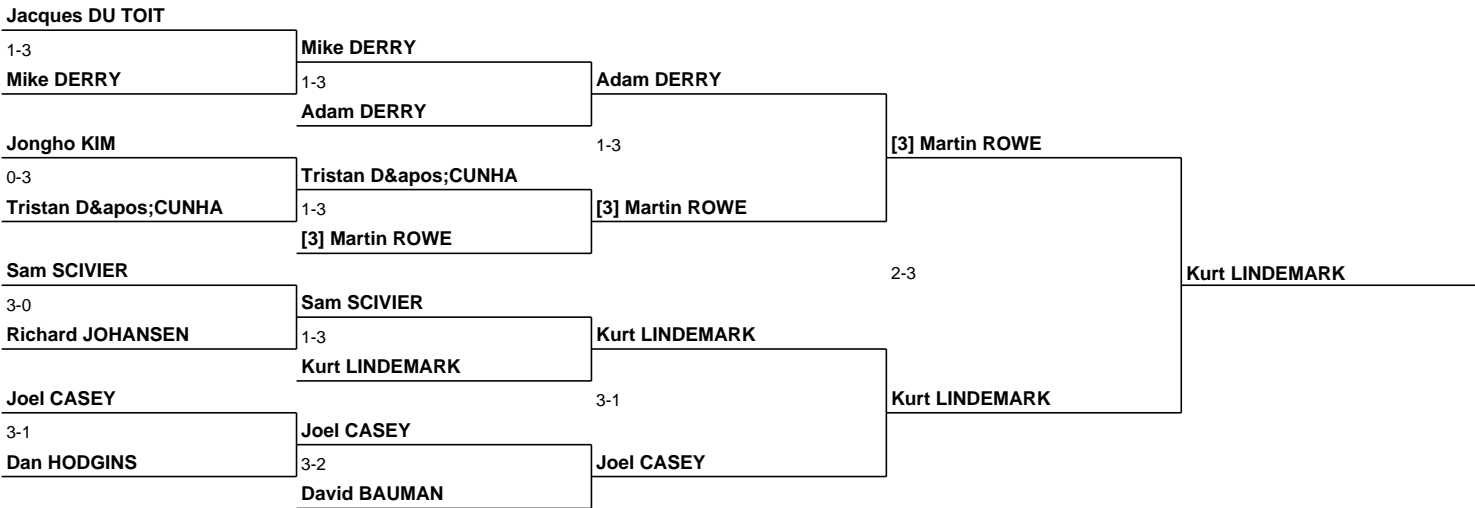 Jacques DU TOIT
1-3
Mike DERRY
Mike DERRY
1-3
Adam DERRY
Adam DERRY
Jongho KIM
1-3
[3] Martin ROWE
0-3
Tristan D&apos;CUNHA
Tristan D&apos;CUNHA
1-3
[3] Martin ROWE
[3] Martin ROWE
Sam SCIVIER
2-3
Kurt LINDEMARK
3-0
Sam SCIVIER
Richard JOHANSEN
1-3
Kurt LINDEMARK
Kurt LINDEMARK
Joel CASEY
3-1
Kurt LINDEMARK
3-1
Joel CASEY
Dan HODGINS
3-2
Joel CASEY
David BAUMAN